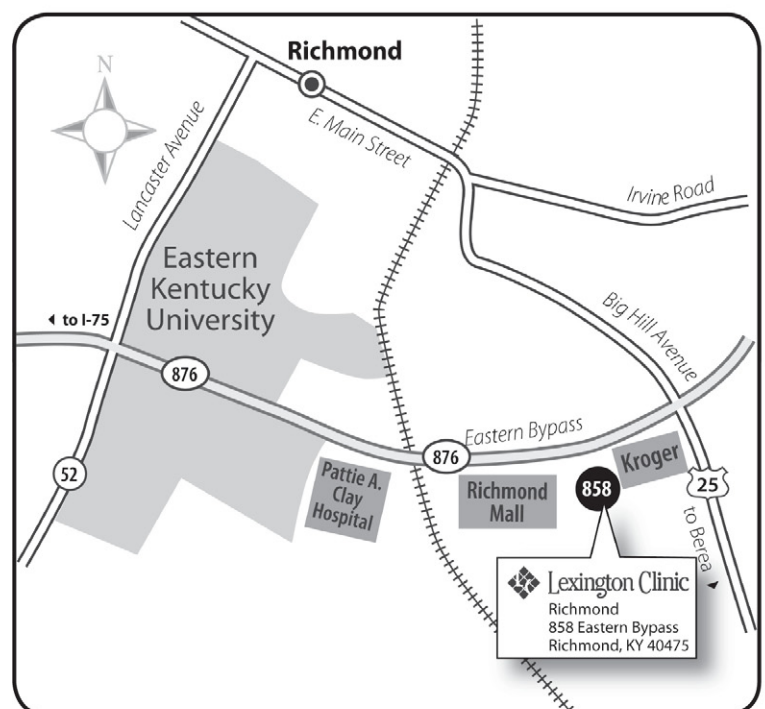 Richmond
N
E. Main Street
Lancaster Avenue
Irvine Road
Eastern
Kentucky
University
to I-75
Big Hill Avenue
876
Eastern Bypass
876
52
Pattie A.
Clay
Hospital
Richmond
Mall
858
Kroger
25
to Berea
Lexington Clinic
Richmond
858 Eastern Bypass
Richmond, KY 40475